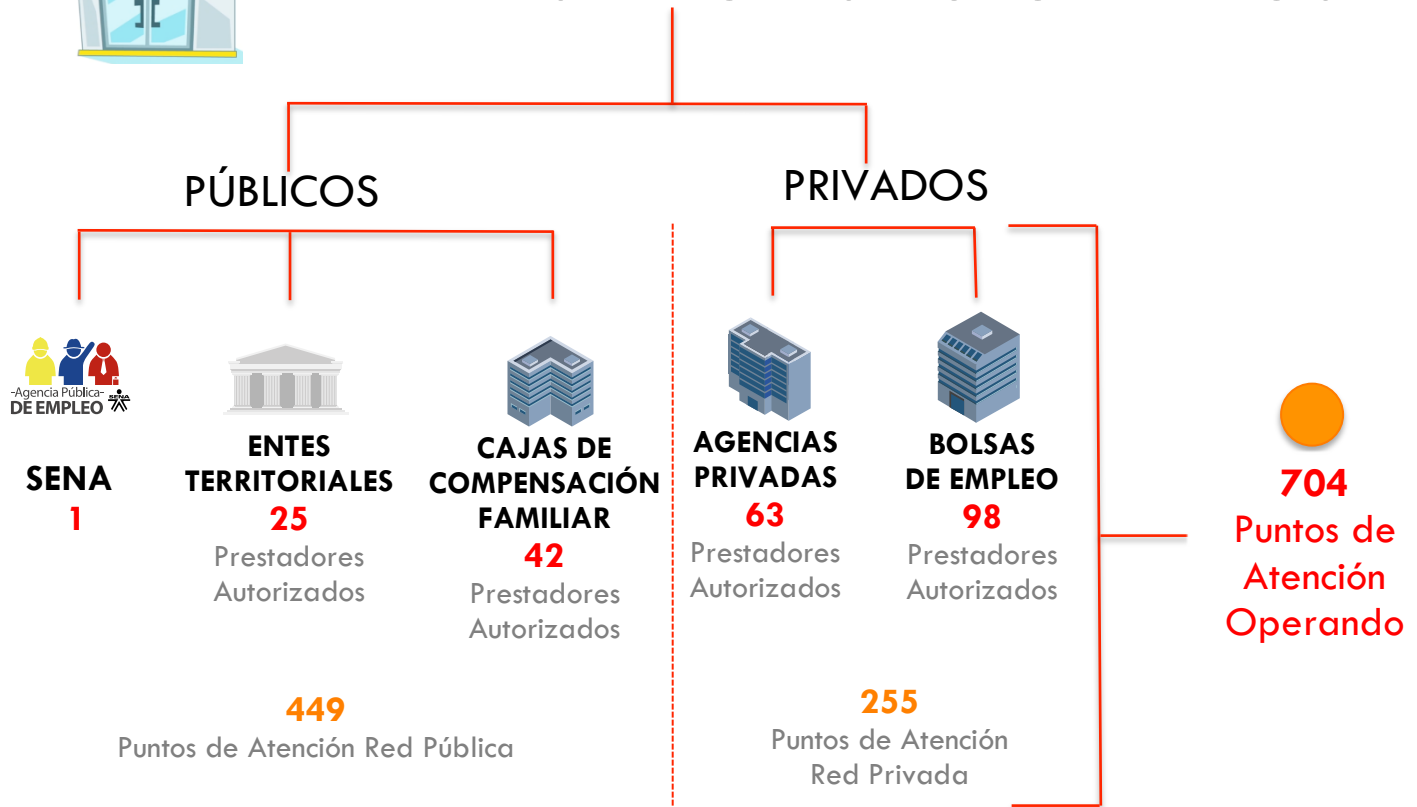 PÚBLICOS
PRIVADOS
-Agencia Pública-
DE EMPLEO
SENA
SENA
1
ENTES
TERRITORIALES
25
Prestadores
Autorizados
CAJAS DE
COMPENSACIÓN
FAMILIAR
42
Prestadores
Autorizados
AGENCIAS
PRIVADAS
63
Prestadores
Autorizados
BOLSAS
DE EMPLEO
98
Prestadores
Autorizados
704
Puntos de
Atención
Operando
449
Puntos de Atención Red Pública
255
Puntos de Atención
Red Privada